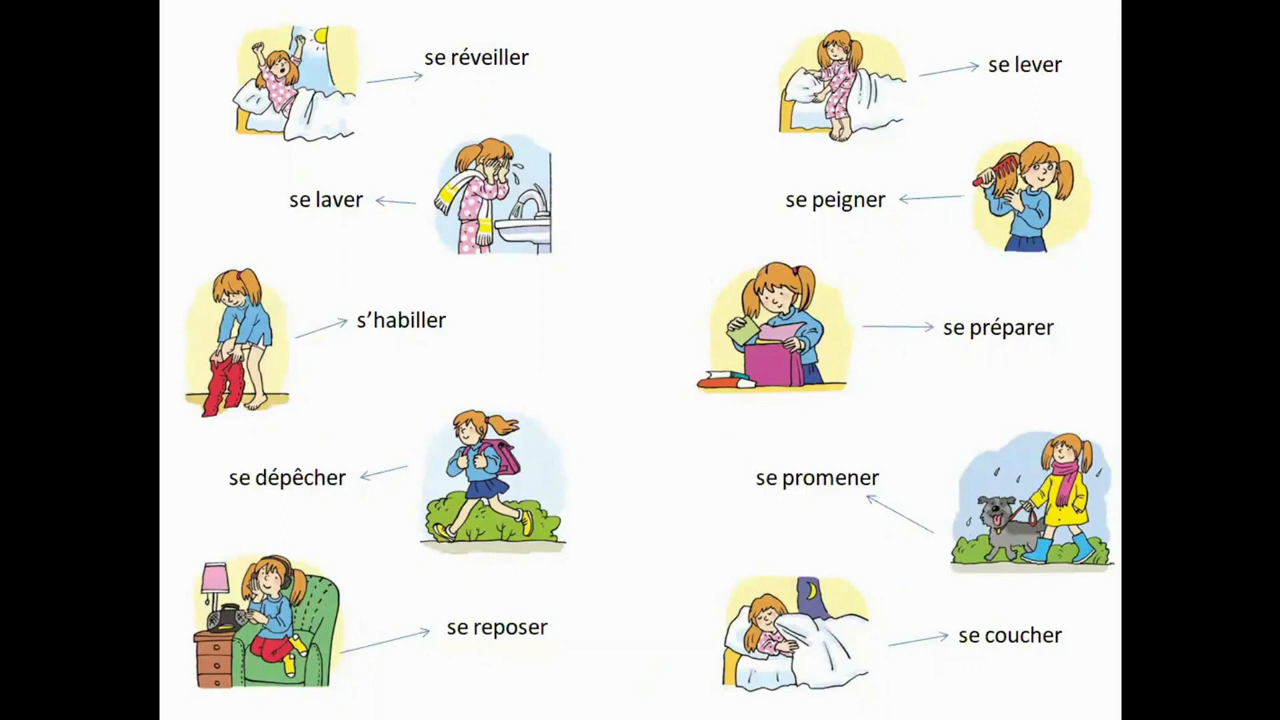 se réveiller
se lever
se laver
se peigner
s’habiller
se préparer
se dépêcher
se promener
se reposer
se coucher